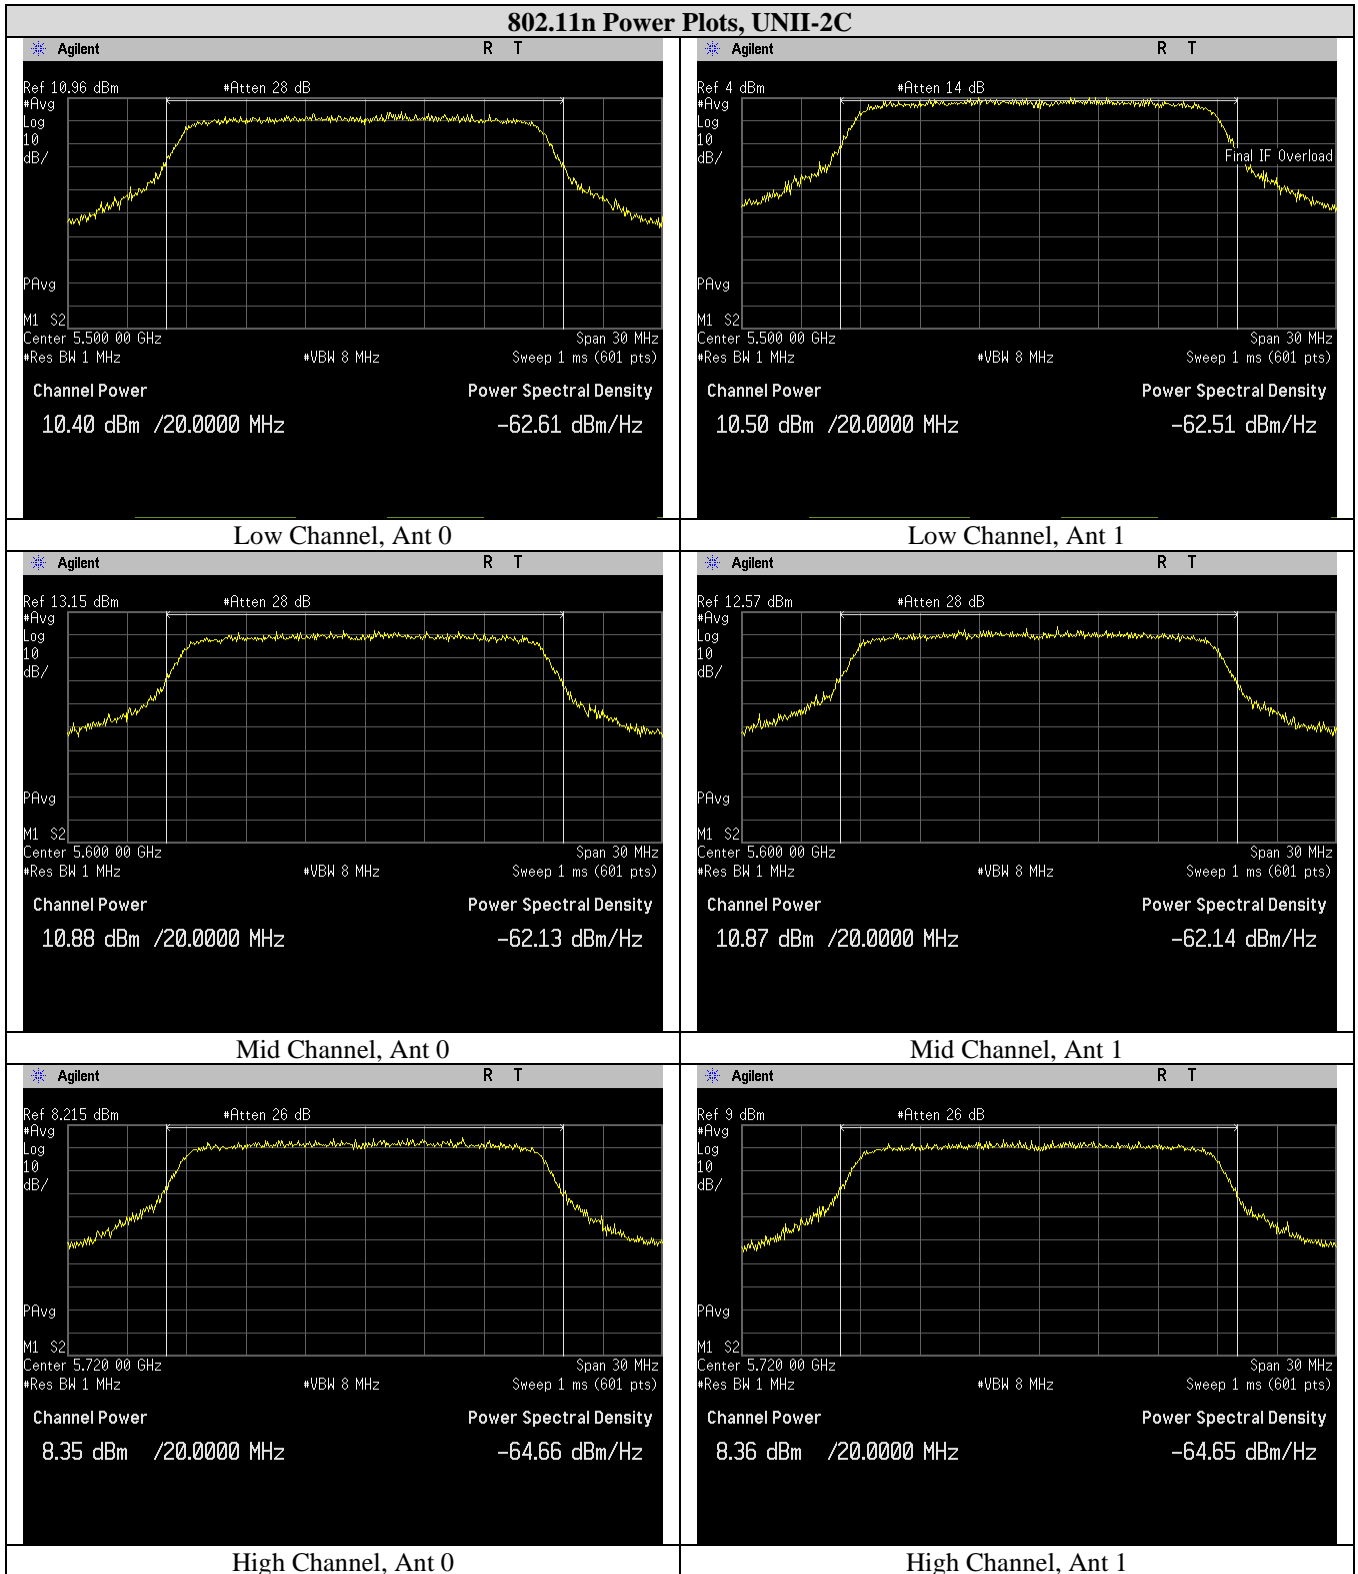 802.11n Power Plots, UNII-2C
Agilent R T
Ref 10.96 dBm #Atten 28 dB
#Avg
Log
10
dB/
PAvg
M1 S2
Center 5.500 00 GHz Span 30 MHz
#Res BW 1 MHz #VBW 8 MHz Sweep 1 ms (601 pts)
Channel Power Power Spectral Density
10.40 dBm /20.0000 MHz -62.61 dBm/Hz
Low Channel, Ant 0
Agilent R T
Ref 4 dBm #Atten 14 dB
#Avg
Log
10
dB/
Final IF Overload
PAvg
M1 S2
Center 5.500 00 GHz Span 30 MHz
#Res BW 1 MHz #VBW 8 MHz Sweep 1 ms (601 pts)
Channel Power Power Spectral Density
10.50 dBm /20.0000 MHz -62.51 dBm/Hz
Low Channel, Ant 1
Agilent R T
Ref 13.15 dBm #Atten 28 dB
#Avg
Log
10
dB/
PAvg
M1 S2
Center 5.600 00 GHz Span 30 MHz
#Res BW 1 MHz #VBW 8 MHz Sweep 1 ms (601 pts)
Channel Power Power Spectral Density
10.88 dBm /20.0000 MHz -62.13 dBm/Hz
Mid Channel, Ant 0
Agilent R T
Ref 12.57 dBm #Atten 28 dB
#Avg
Log
10
dB/
PAvg
M1 S2
Center 5.600 00 GHz Span 30 MHz
#Res BW 1 MHz #VBW 8 MHz Sweep 1 ms (601 pts)
Channel Power Power Spectral Density
10.87 dBm /20.0000 MHz -62.14 dBm/Hz
Mid Channel, Ant 1
Agilent R T
Ref 8.215 dBm #Atten 26 dB
#Avg
Log
10
dB/
PAvg
M1 S2
Center 5.720 00 GHz Span 30 MHz
#Res BW 1 MHz #VBW 8 MHz Sweep 1 ms (601 pts)
Channel Power Power Spectral Density
8.35 dBm /20.0000 MHz -64.66 dBm/Hz
High Channel, Ant 0
Agilent R T
Ref 9 dBm #Atten 26 dB
#Avg
Log
10
dB/
PAvg
M1 S2
Center 5.720 00 GHz Span 30 MHz
#Res BW 1 MHz #VBW 8 MHz Sweep 1 ms (601 pts)
Channel Power Power Spectral Density
8.36 dBm /20.0000 MHz -64.65 dBm/Hz
High Channel, Ant 1